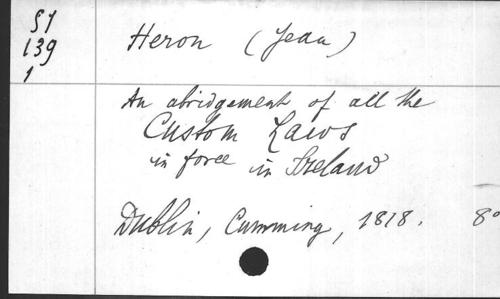 S1
139
1
Heron (Jean)
An abridgement of all the
Custom Laws
in force in Ireland
Dublin, Cumming, 1818. 8°